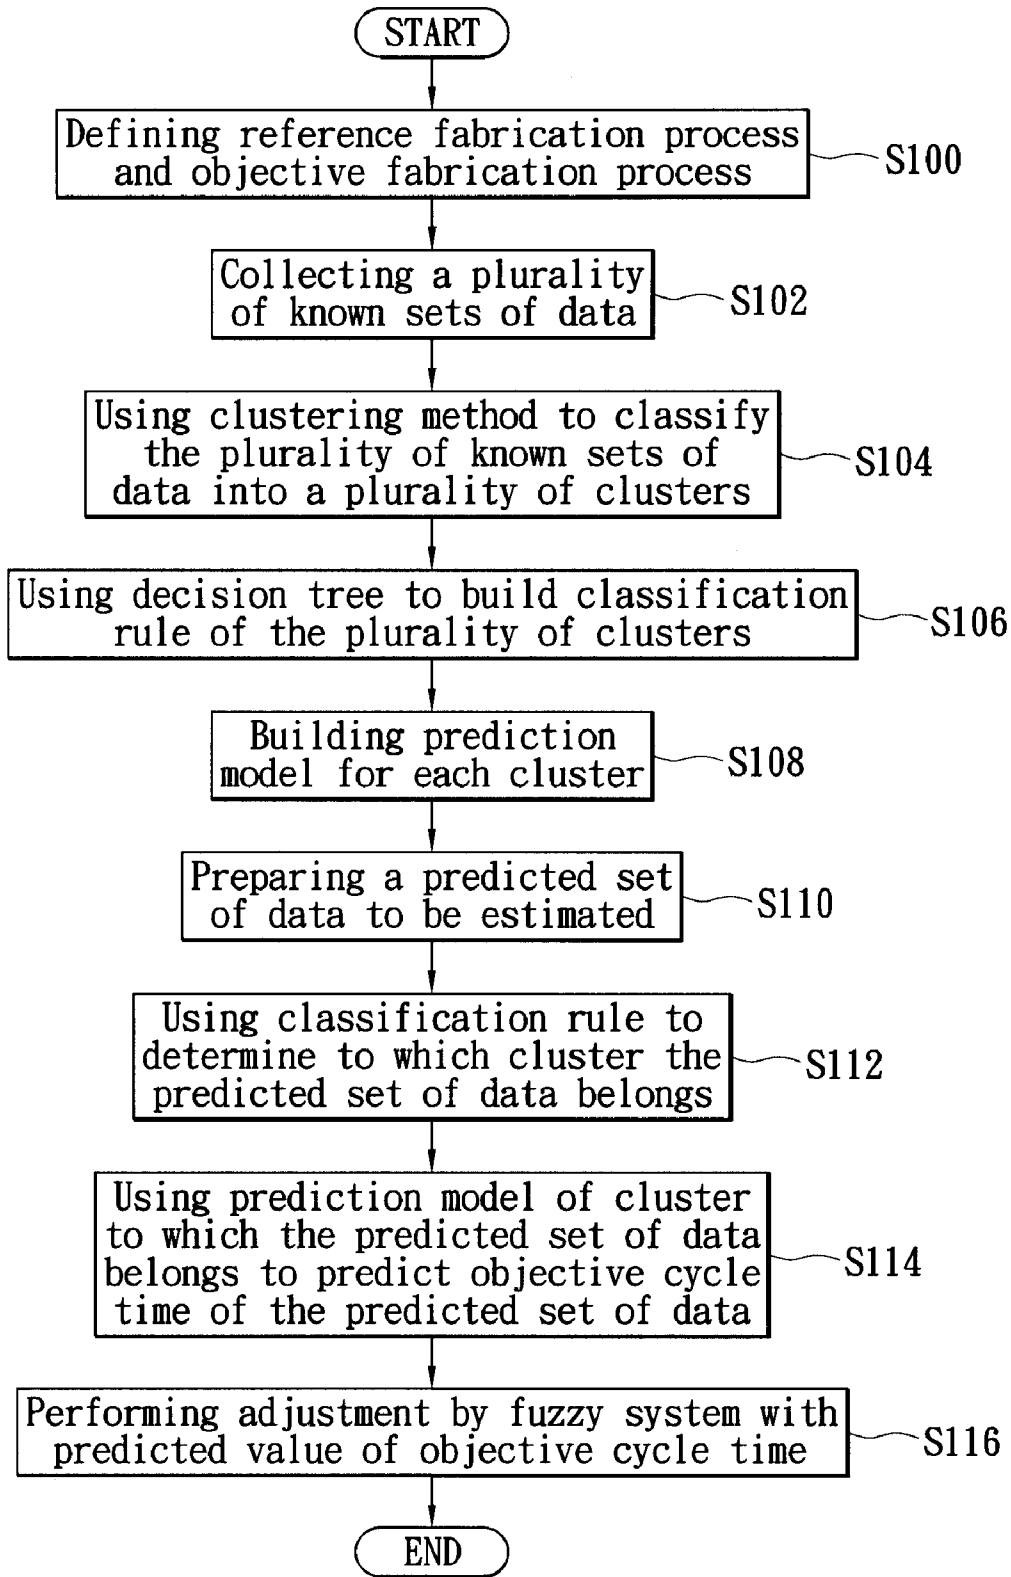 START
Defining reference fabrication process
and objective fabrication process
S100
Collecting a plurality
of known sets of data
S102
Using clustering method to classify
the plurality of known sets of
data into a plurality of clusters
S104
Using decision tree to build classification
rule of the plurality of clusters
S106
Building prediction
model for each cluster
S108
Preparing a predicted set
of data to be estimated
S110
Using classification rule to
determine to which cluster the
predicted set of data belongs
S112
Using prediction model of cluster
to which the predicted set of data
belongs to predict objective cycle
time of the predicted set of data
S114
Performing adjustment by fuzzy system with
predicted value of objective cycle time
S116
END